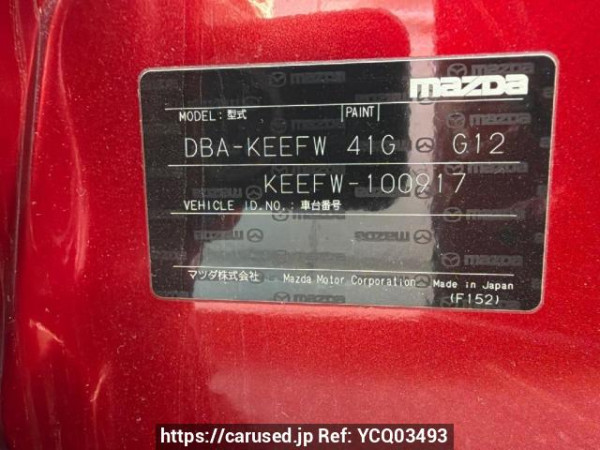 mazda
MODEL: 型式 PAINT
DBA-KEEFW 41G G12
KEEFW-100917
VEHICLE ID.NO.: 車台番号
マツダ株式会社 Mazda Motor Corporation Made in Japan
(F152)
https://carused.jp Ref: YCQ03493